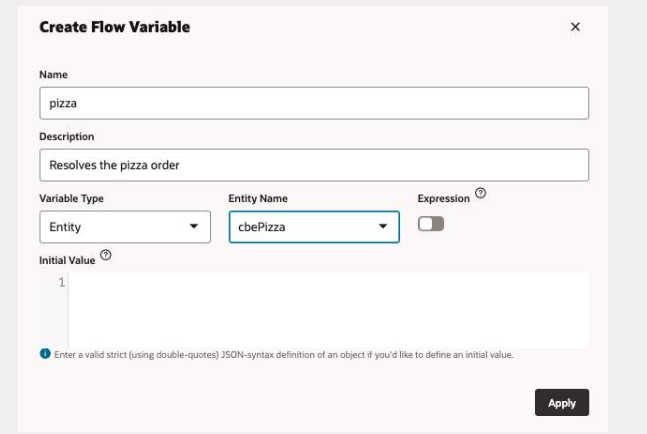 Create Flow Variable
Name
pizza
Description
Resolves the pizza order
Variable Type Entity Name Expression
Entity cbePizza
Initial Value
1
Enter a valid strict (using double-quotes) JSON-syntax definition of an object if you'd like to define an initial value.
Apply